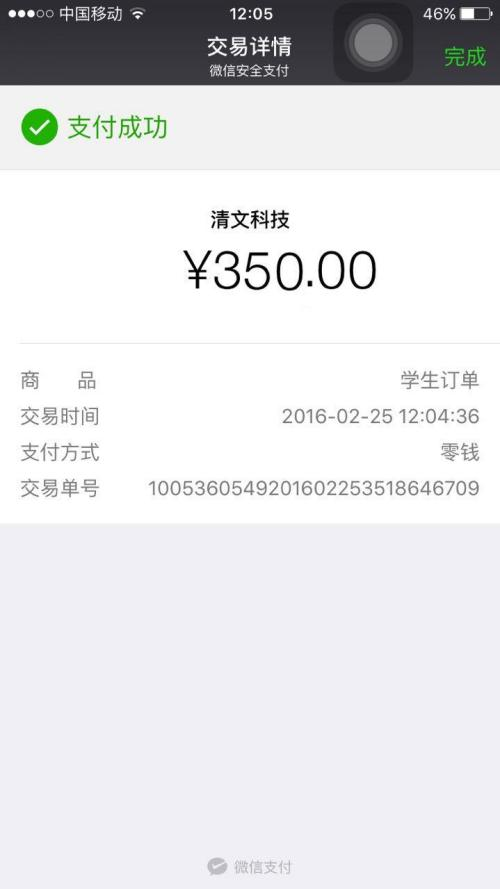 中国移动 12:05 46%
交易详情
微信安全支付
完成
支付成功
清文科技
¥350.00
商品 学生订单
交易时间 2016-02-25 12:04:36
支付方式 零钱
交易单号 1005360549201602253518646709
微信支付